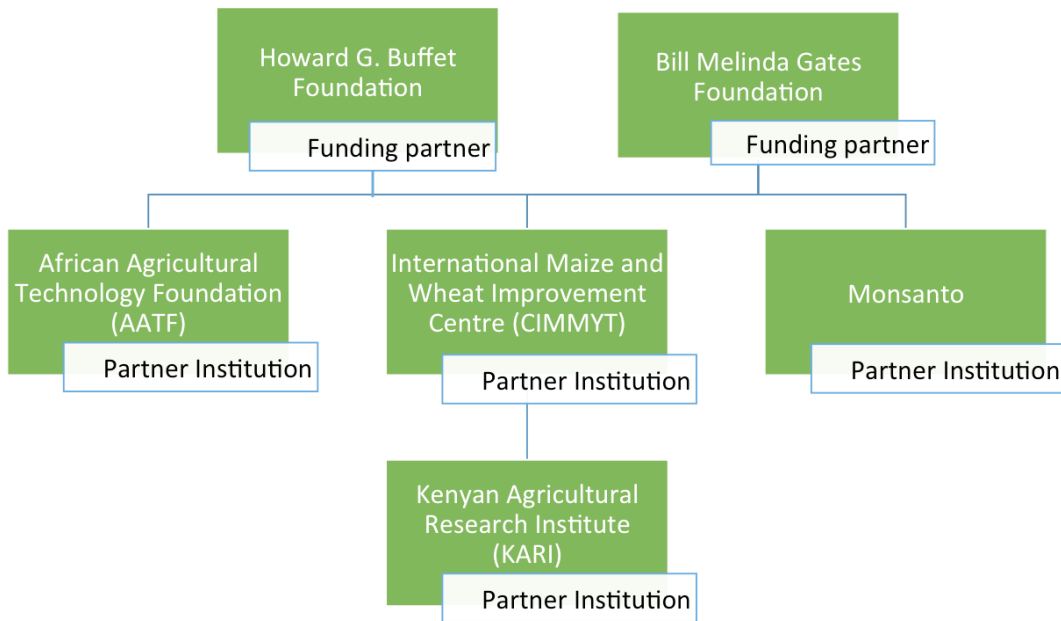 Howard G. Buffet
Foundation
Funding partner
Bill Melinda Gates
Foundation
Funding partner
African Agricultural
Technology Foundation
(AATF)
Partner Institution
International Maize and
Wheat Improvement
Centre (CIMMYT)
Partner Institution
Monsanto
Partner Institution
Kenyan Agricultural
Research Institute
(KARI)
Partner Institution